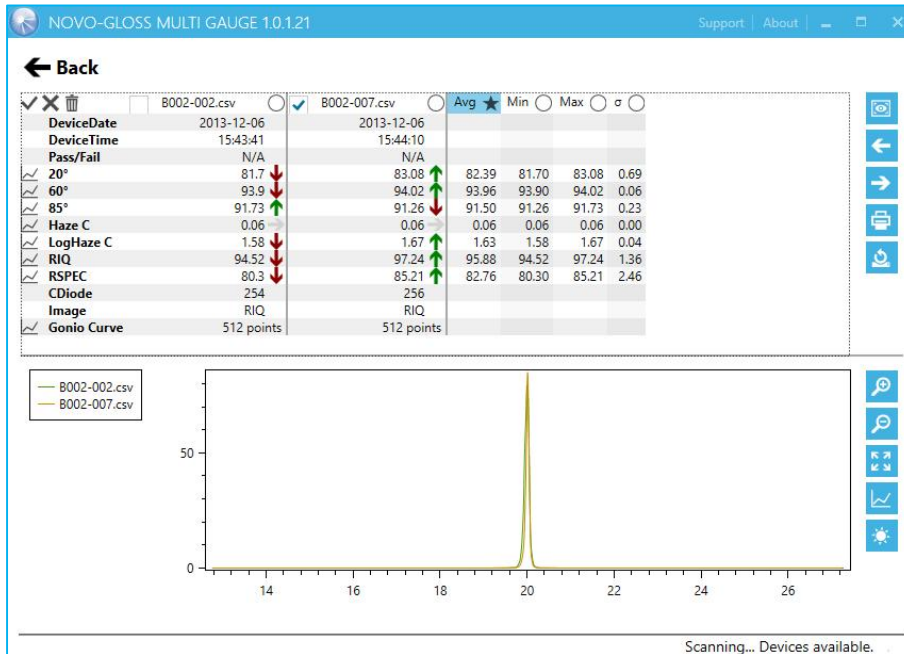 NOVO-GLOSS MULTI GAUGE 1.0.1.21 Support | About
Back
B002-002.csv B002-007.csv Avg Min Max σ
DeviceDate 2013-12-06 2013-12-06
DeviceTime 15:43:41 15:44:10
Pass/Fail N/A N/A
20° 81.7 83.08 82.39 81.70 83.08 0.69
60° 93.9 94.02 93.96 93.90 94.02 0.06
85° 91.73 91.26 91.50 91.26 91.73 0.23
Haze C 0.06 0.06 0.06 0.06 0.06 0.00
LogHaze C 1.58 1.67 1.63 1.58 1.67 0.04
RIQ 94.52 97.24 95.88 94.52 97.24 1.36
RSPEC 80.3 85.21 82.76 80.30 85.21 2.46
CDiode 254 256
Image RIQ RIQ
Gonio Curve 512 points 512 points
B002-002.csv
B002-007.csv
50
0
14 16 18 20 22 24 26
Scanning... Devices available.